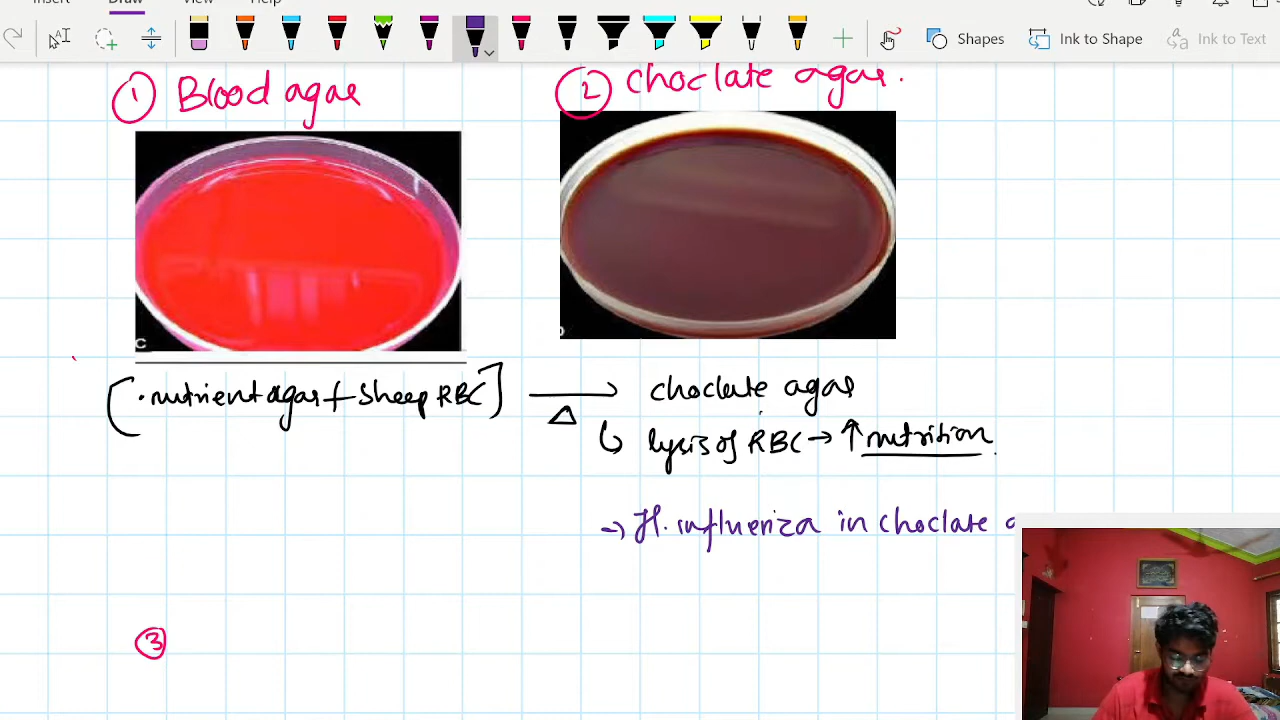 Insert Draw View Help
Shapes Ink to Shape Ink to Text
① Blood agar
② choclate agar.
C
[• nutrient agar + Sheep RBC] → choclate agar
Δ
↳ lysis of RBC → ↑ nutrition
→ H. influenza in choclate a
③